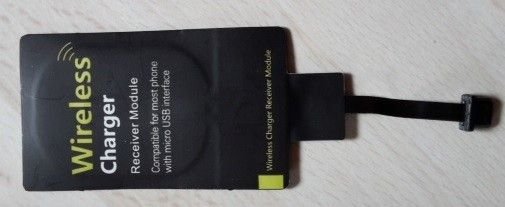 Wireless
Charger
Receiver Module
Compatible for most phone
with micro USB interface
Wireless Charger Receiver Module